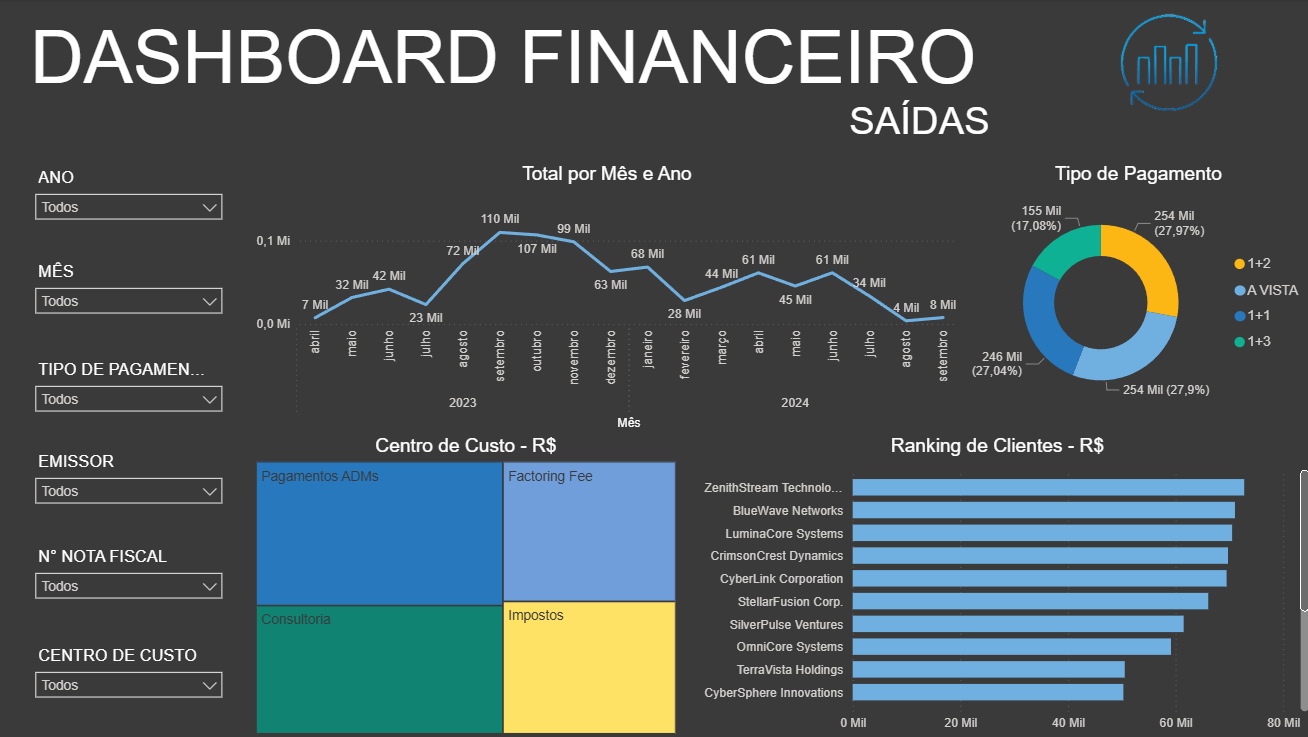 DASHBOARD FINANCEIRO
SAÍDAS
ANO
Todos
MÊS
Todos
TIPO DE PAGAMEN...
Todos
EMISSOR
Todos
N° NOTA FISCAL
Todos
CENTRO DE CUSTO
Todos
Total por Mês e Ano
0,1 Mi
0,0 Mi
7 Mil
32 Mil
42 Mil
23 Mil
72 Mil
110 Mil
107 Mil
99 Mil
63 Mil
68 Mil
28 Mil
44 Mil
61 Mil
45 Mil
61 Mil
34 Mil
4 Mil
8 Mil
abril
maio
junho
julho
agosto
setembro
outubro
novembro
dezembro
janeiro
fevereiro
março
abril
maio
junho
julho
agosto
setembro
2023
2024
Mês
Tipo de Pagamento
155 Mil
(17,08%)
254 Mil
(27,97%)
246 Mil
(27,04%)
254 Mil (27,9%)
1+2
A VISTA
1+1
1+3
Centro de Custo - R$
Pagamentos ADMs
Factoring Fee
Consultoria
Impostos
Ranking de Clientes - R$
ZenithStream Technolo...
BlueWave Networks
LuminaCore Systems
CrimsonCrest Dynamics
CyberLink Corporation
StellarFusion Corp.
SilverPulse Ventures
OmniCore Systems
TerraVista Holdings
CyberSphere Innovations
0 Mil
20 Mil
40 Mil
60 Mil
80 Mil